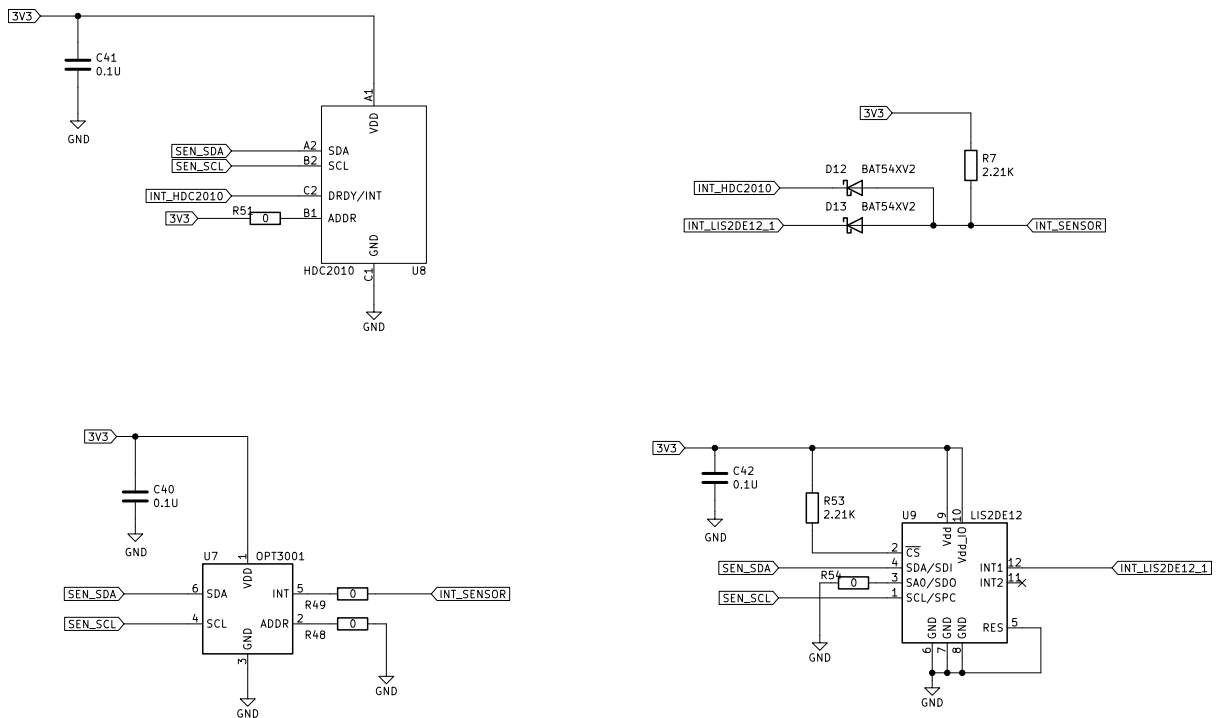 3V3
C41
0.1U
GND
A1
VDD
SEN_SDA A2 SDA
SEN_SCL B2 SCL
INT_HDC2010 C2 DRDY/INT
3V3 R51 0 B1 ADDR
GND
C1
HDC2010 U8
GND
3V3
R7
2.21K
D12 BAT54XV2
INT_HDC2010
D13 BAT54XV2
INT_LIS2DE12_1 INT_SENSOR
3V3
C40
0.1U
GND
U7 1 OPT3001
VDD
SEN_SDA 6 SDA INT 5 0 INT_SENSOR
R49
SEN_SCL 4 SCL ADDR 2 0
R48
GND
3
GND
GND
3V3
C42
0.1U
GND
R53
2.21K
U9 9 10 LIS2DE12
Vdd Vdd_IO
2 CS
SEN_SDA 4 SDA/SDI INT1 12 INT_LIS2DE12_1
R54 0 3 SA0/SDO INT2 11
SEN_SCL 1 SCL/SPC
GND GND GND RES 5
6 7 8
GND
GND